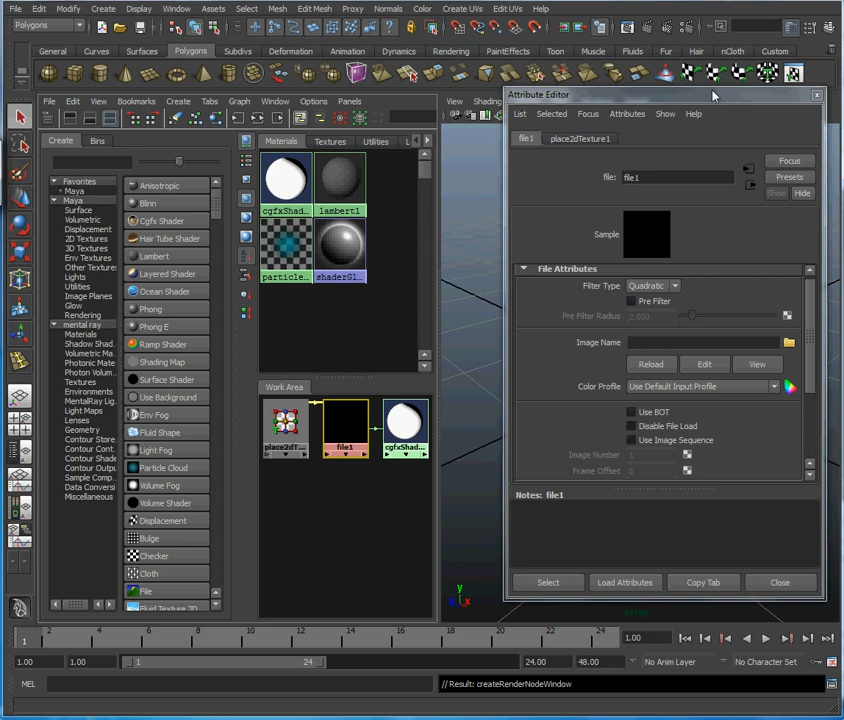 File Edit Modify Create Display Window Assets Select Mesh Edit Mesh Proxy Normals Color Create UVs Edit UVs Help
Polygons
General Curves Surfaces Polygons Subdivs Deformation Animation Dynamics Rendering PaintEffects Toon Muscle Fluids Fur Hair nCloth Custom
File Edit View Bookmarks Create Tabs Graph Window Options Panels
View Shading
Create Bins
Favorites
+ Maya
Maya
Surface
Volumetric
Displacement
2D Textures
3D Textures
Env Textures
Other Textures
Lights
Utilities
Image Planes
Glow
Rendering
mental ray
Materials
Shadow Shad...
Volumetric Ma...
Photonic Mate...
Photon Volum...
Textures
Environments
MentalRay Lig...
Light Maps
Lenses
Geometry
Contour Store
Contour Cont...
Contour Shade
Contour Outpu
Sample Comp...
Data Conversi
Miscellaneous
Anisotropic
Blinn
Cgfx Shader
Hair Tube Shader
Lambert
Layered Shader
Ocean Shader
Phong
Phong E
Ramp Shader
Shading Map
Surface Shader
Use Background
Env Fog
Fluid Shape
Light Fog
Particle Cloud
Volume Fog
Volume Shader
Displacement
Bulge
Checker
Cloth
File
Fluid Texture 2D
Materials Textures Utilities L
cgfxShad... lambert1
particle... shaderGl...
Work Area
place2dT... file1 cgfxShad...
Attribute Editor
List Selected Focus Attributes Show Help
file1 place2dTexture1
file: file1
Focus
Presets
Show Hide
Sample
File Attributes
Filter Type Quadratic
Pre Filter
Pre Filter Radius 2.000
Image Name
Reload Edit View
Color Profile Use Default Input Profile
Use BOT
Disable File Load
Use Image Sequence
Image Number 1
Frame Offset 0
Notes: file1
Select Load Attributes Copy Tab Close
y
z x
persp
2 4 6 8 10 12 14 16 18 20 22 24
1
1.00
1.00 1.00 1 24 24.00 48.00 No Anim Layer No Character Set
MEL // Result: createRenderNodeWindow